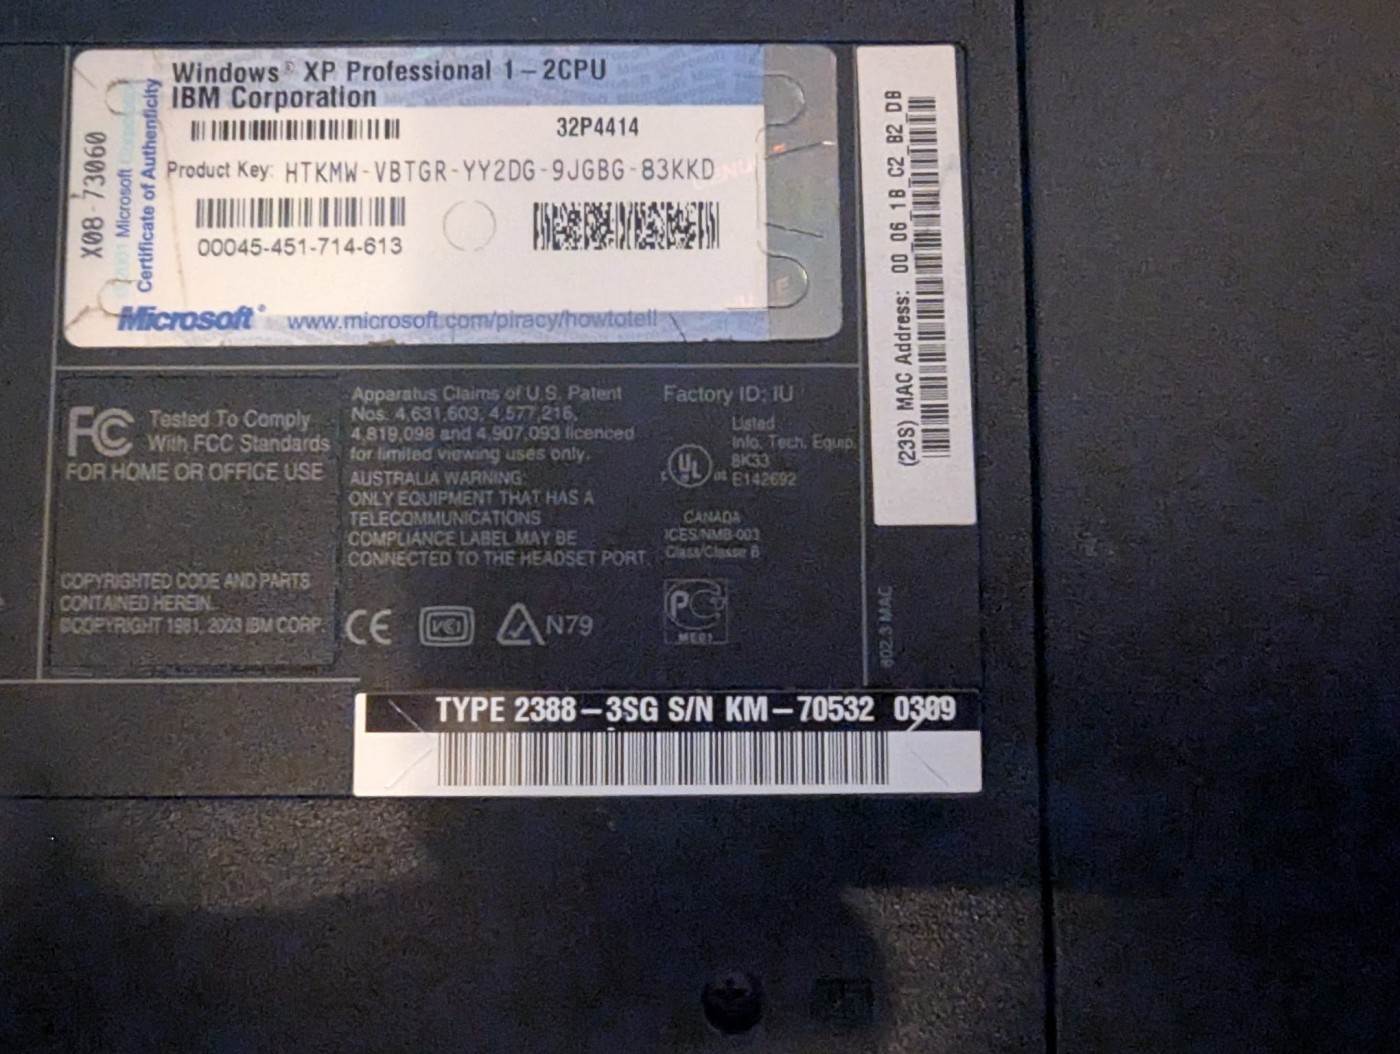 Windows® XP Professional 1-2CPU
IBM Corporation
32P4414
Product Key: HTKMW-VBTGR-YY2DG-9JGBG-83KKD
00045-451-714-613
Microsoft® www.microsoft.com/piracy/howtotell
X08-73060
Microsoft
Certificate of Authenticity
(23S) MAC Address: 00_06_1B_C2_B2_DB
FC Tested To Comply
With FCC Standards
FOR HOME OR OFFICE USE
COPYRIGHTED CODE AND PARTS
CONTAINED HEREIN.
©COPYRIGHT 1981, 2003 IBM CORP.
Apparatus Claims of U.S. Patent
Nos. 4,631,603, 4,577,216,
4,819,098 and 4,907,093 licenced
for limited viewing uses only.
AUSTRALIA WARNING:
ONLY EQUIPMENT THAT HAS A
TELECOMMUNICATIONS
COMPLIANCE LABEL MAY BE
CONNECTED TO THE HEADSET PORT.
CE VCI N79
Factory ID: IU
Listed
Info. Tech. Equip.
8K33
E142692
UL
CANADA
ICES/NMB-003
Class/Classe B
ME01
802.3 MAC
TYPE 2388-3SG S/N KM-70532 0309